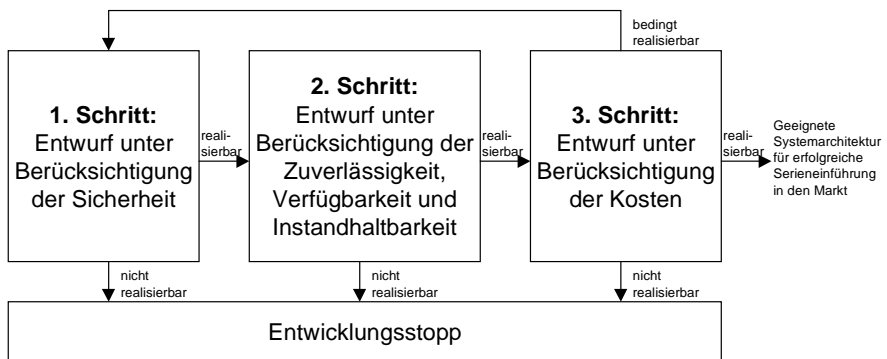 bedingt
realisierbar
1. Schritt:
Entwurf unter
Berücksichtigung
der Sicherheit
reali-
sierbar
2. Schritt:
Entwurf unter
Berücksichtigung der
Zuverlässigkeit,
Verfügbarkeit und
Instandhaltbarkeit
reali-
sierbar
3. Schritt:
Entwurf unter
Berücksichtigung
der Kosten
reali-
sierbar
Geeignete
Systemarchitektur
für erfolgreiche
Serieneinführung
in den Markt
nicht
realisierbar
nicht
realisierbar
nicht
realisierbar
Entwicklungsstopp